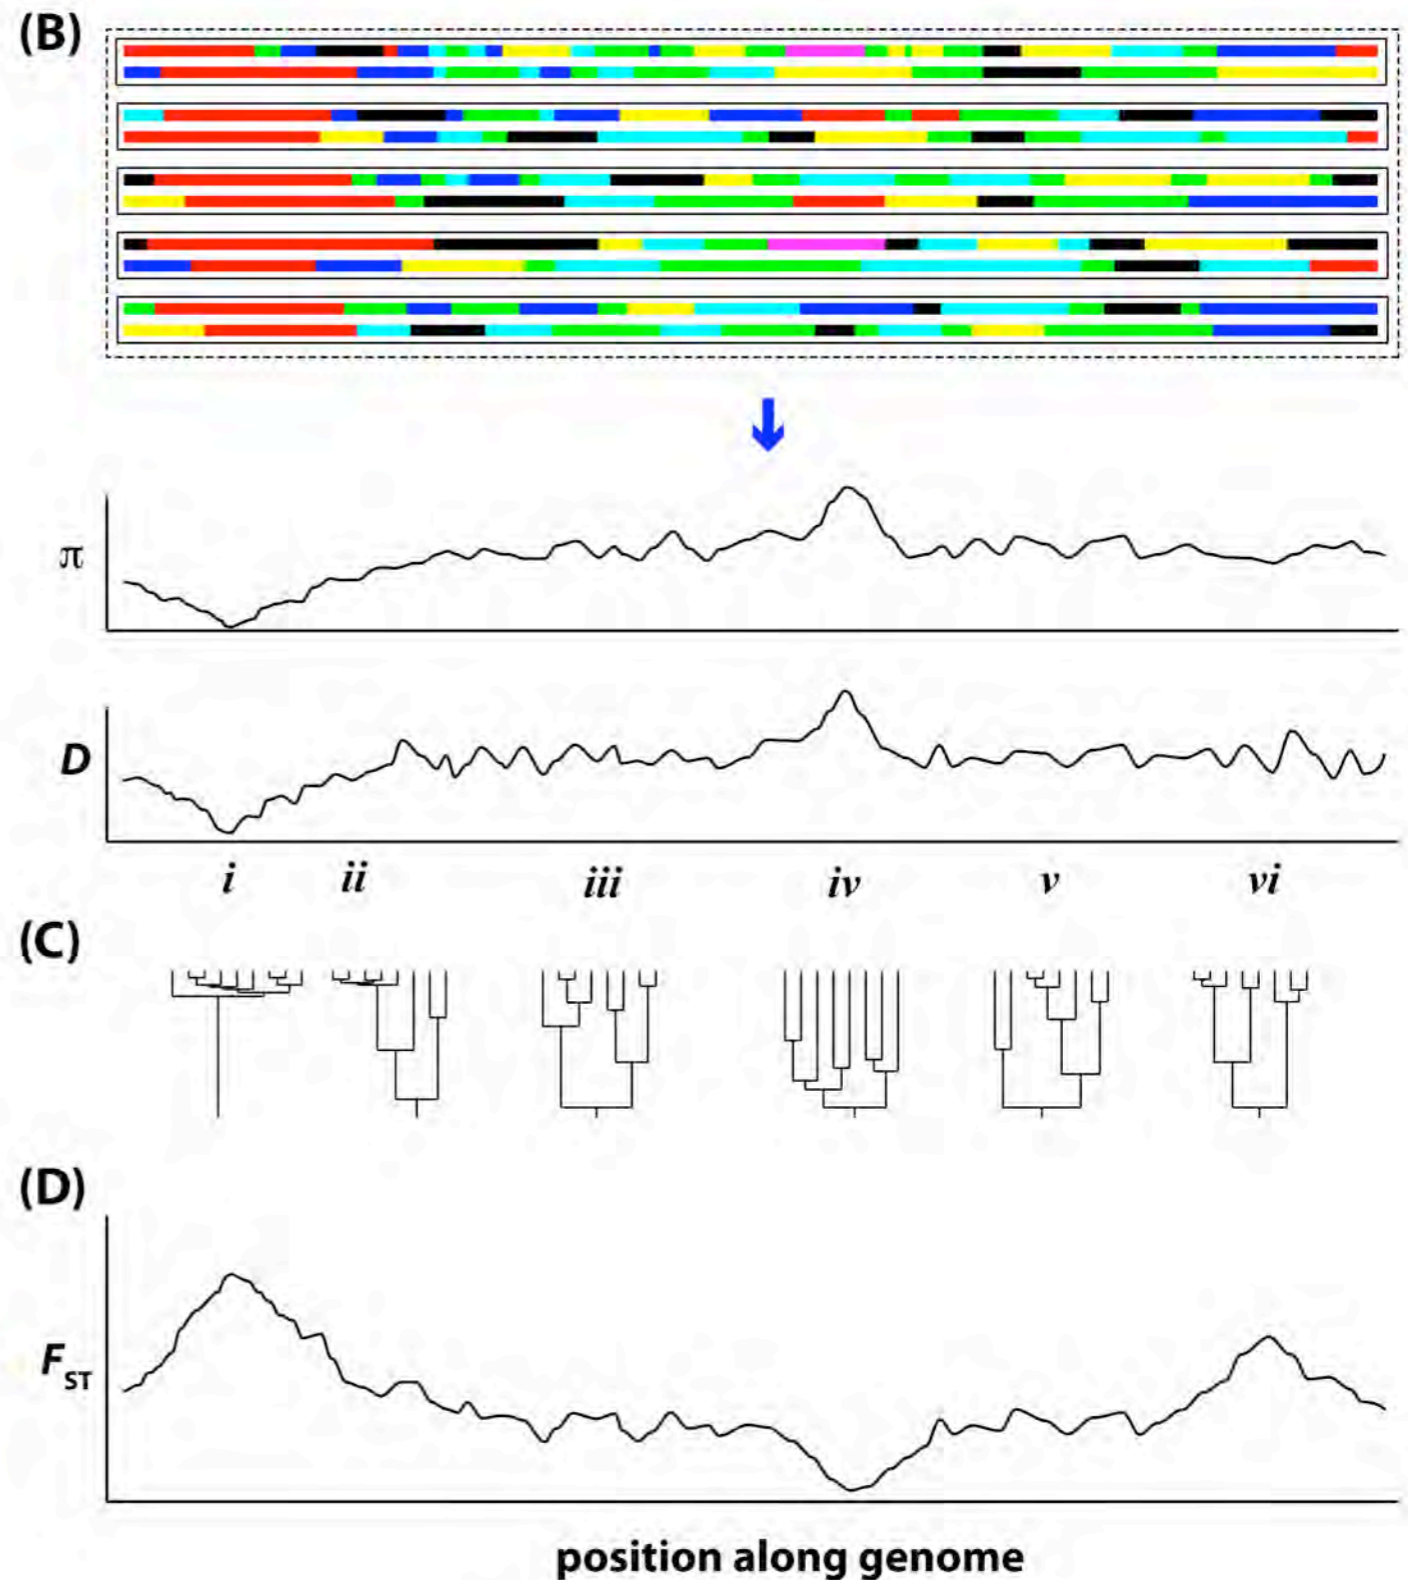 (B)
π
D
i ii iii iv v vi
(C)
(D)
FST
position along genome